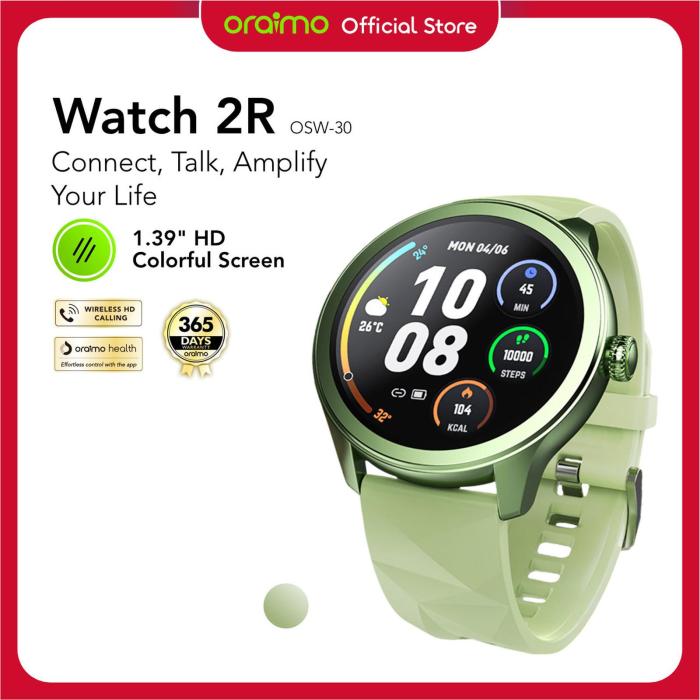 oraimo Official Store
Watch 2R OSW-30
Connect, Talk, Amplify
Your Life
1.39" HD
Colorful Screen
WIRELESS HD
CALLING
oraimo health
Effortless control with the app
365
DAYS
WARRANTY
oraimo
MON 04/06
24°
10
08
26°C
32°
45
MIN
10000
STEPS
104
KCAL